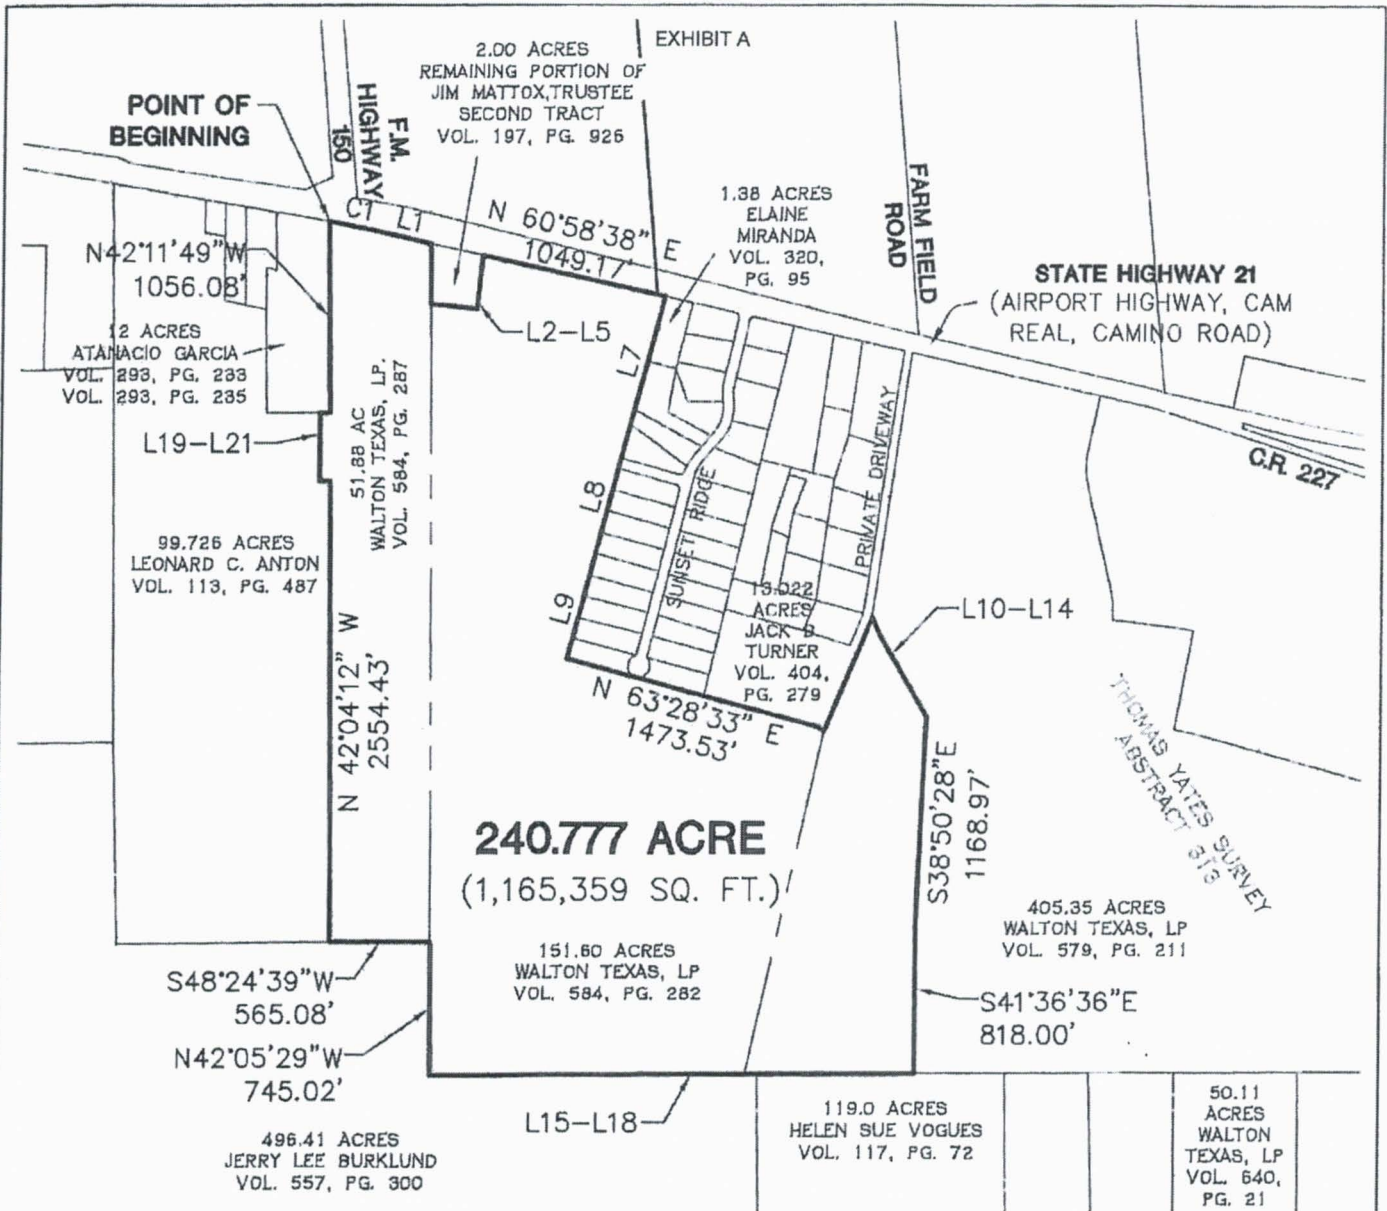 EXHIBIT A
2.00 ACRES
REMAINING PORTION OF
JIM MATTOX,TRUSTEE
SECOND TRACT
VOL. 197, PG. 926
POINT OF
BEGINNING
F.M.
HIGHWAY
150
C1 L1
N 60°58'38" E
1049.17'
1.38 ACRES
ELAINE
MIRANDA
VOL. 320,
PG. 95
FARM FIELD
ROAD
STATE HIGHWAY 21
(AIRPORT HIGHWAY, CAM
REAL, CAMINO ROAD)
C.R. 227
N42°11'49"W
1056.08'
12 ACRES
ATANACIO GARCIA
VOL. 293, PG. 233
VOL. 293, PG. 235
L19-L21
L2-L5
L7
L8
L9
51.88 AC
WALTON TEXAS, LP.
VOL. 584, PG. 287
SUNSET RIDGE
PRIVATE DRIVEWAY
99.726 ACRES
LEONARD C. ANTON
VOL. 113, PG. 487
13.022
ACRES
JACK B
TURNER
VOL. 404,
PG. 279
L10-L14
N 42°04'12" W
2554.43'
N 63°28'33" E
1473.53'
THOMAS YATES SURVEY
ABSTRACT 313
S38°50'28"E
1168.97'
240.777 ACRE
(1,165,359 SQ. FT.)
151.60 ACRES
WALTON TEXAS, LP
VOL. 584, PG. 282
405.35 ACRES
WALTON TEXAS, LP
VOL. 579, PG. 211
S48°24'39"W
565.08'
N42°05'29"W
745.02'
S41°36'36"E
818.00'
L15-L18
496.41 ACRES
JERRY LEE BURKLUND
VOL. 557, PG. 300
119.0 ACRES
HELEN SUE VOGUES
VOL. 117, PG. 72
50.11
ACRES
WALTON
TEXAS, LP
VOL. 640,
PG. 21